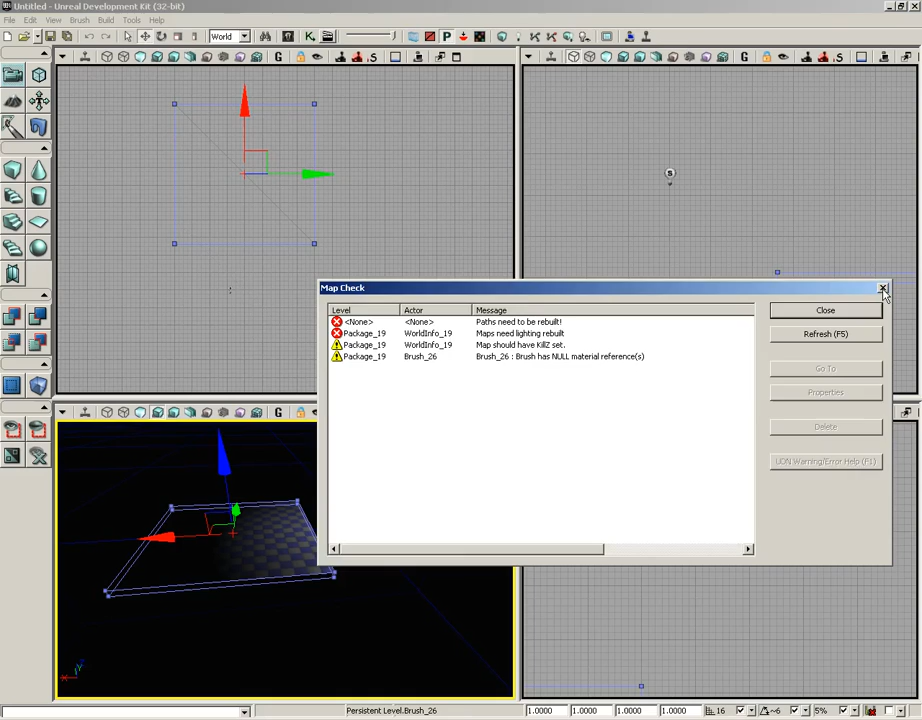 Untitled - Unreal Development Kit (32-bit)
File Edit View Brush Build Tools Help
World
K P
G
G
S
Map Check
Level Actor Message
<None> <None> Paths need to be rebuilt!
Package_19 WorldInfo_19 Maps need lighting rebuilt
Package_19 WorldInfo_19 Map should have KillZ set.
Package_19 Brush_26 Brush_26 : Brush has NULL material reference(s)
Close
Refresh (F5)
Go To
Properties
Delete
UDN Warning/Error Help (F1)
G
Y
Persistent Level.Brush_26 1.0000 1.0000 1.0000 1.0000 16 ~6 5%